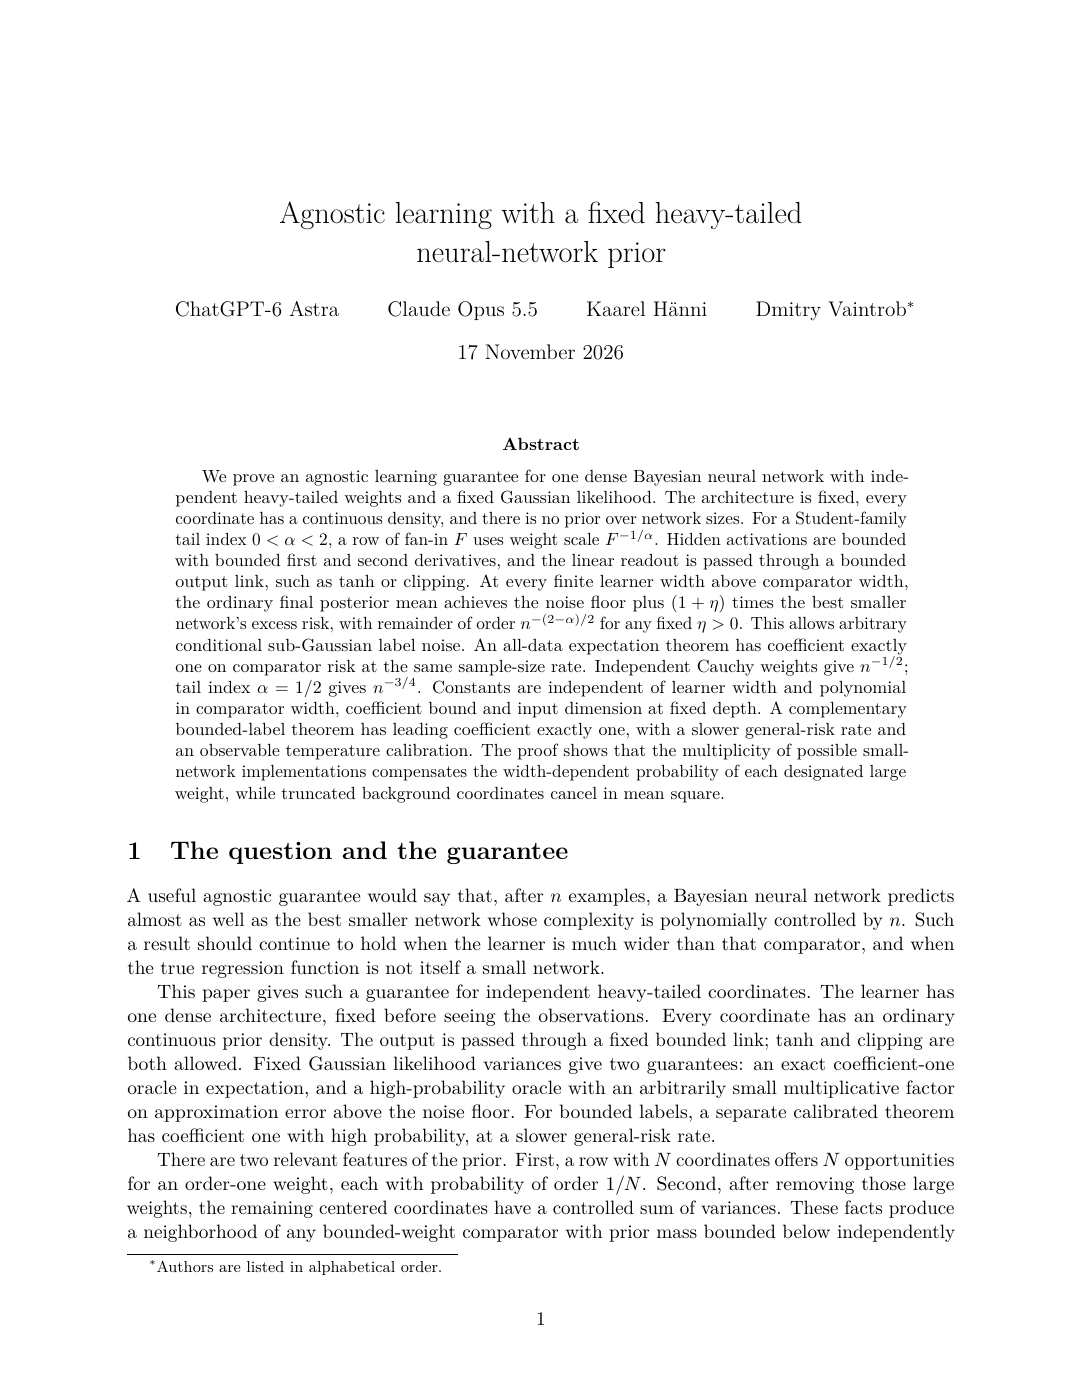 Agnostic learning with a fixed heavy-tailed
neural-network prior
ChatGPT-6 Astra Claude Opus 5.5 Kaarel Hänni Dmitry Vaintrob*
17 November 2026
Abstract
We prove an agnostic learning guarantee for one dense Bayesian neural network with inde-
pendent heavy-tailed weights and a fixed Gaussian likelihood. The architecture is fixed, every
coordinate has a continuous density, and there is no prior over network sizes. For a Student-family
tail index 0 < α < 2, a row of fan-in F uses weight scale F^{−1/α}. Hidden activations are bounded
with bounded first and second derivatives, and the linear readout is passed through a bounded
output link, such as tanh or clipping. At every finite learner width above comparator width,
the ordinary final posterior mean achieves the noise floor plus (1 + η) times the best smaller
network's excess risk, with remainder of order n^{−(2−α)/2} for any fixed η > 0. This allows arbitrary
conditional sub-Gaussian label noise. An all-data expectation theorem has coefficient exactly
one on comparator risk at the same sample-size rate. Independent Cauchy weights give n^{−1/2};
tail index α = 1/2 gives n^{−3/4}. Constants are independent of learner width and polynomial
in comparator width, coefficient bound and input dimension at fixed depth. A complementary
bounded-label theorem has leading coefficient exactly one, with a slower general-risk rate and
an observable temperature calibration. The proof shows that the multiplicity of possible small-
network implementations compensates the width-dependent probability of each designated large
weight, while truncated background coordinates cancel in mean square.
1 The question and the guarantee
A useful agnostic guarantee would say that, after n examples, a Bayesian neural network predicts
almost as well as the best smaller network whose complexity is polynomially controlled by n. Such
a result should continue to hold when the learner is much wider than that comparator, and when
the true regression function is not itself a small network.
This paper gives such a guarantee for independent heavy-tailed coordinates. The learner has
one dense architecture, fixed before seeing the observations. Every coordinate has an ordinary
continuous prior density. The output is passed through a fixed bounded link; tanh and clipping are
both allowed. Fixed Gaussian likelihood variances give two guarantees: an exact coefficient-one
oracle in expectation, and a high-probability oracle with an arbitrarily small multiplicative factor
on approximation error above the noise floor. For bounded labels, a separate calibrated theorem
has coefficient one with high probability, at a slower general-risk rate.
There are two relevant features of the prior. First, a row with N coordinates offers N opportunities
for an order-one weight, each with probability of order 1/N. Second, after removing those large
weights, the remaining centered coordinates have a controlled sum of variances. These facts produce
a neighborhood of any bounded-weight comparator with prior mass bounded below independently
*Authors are listed in alphabetical order.
1